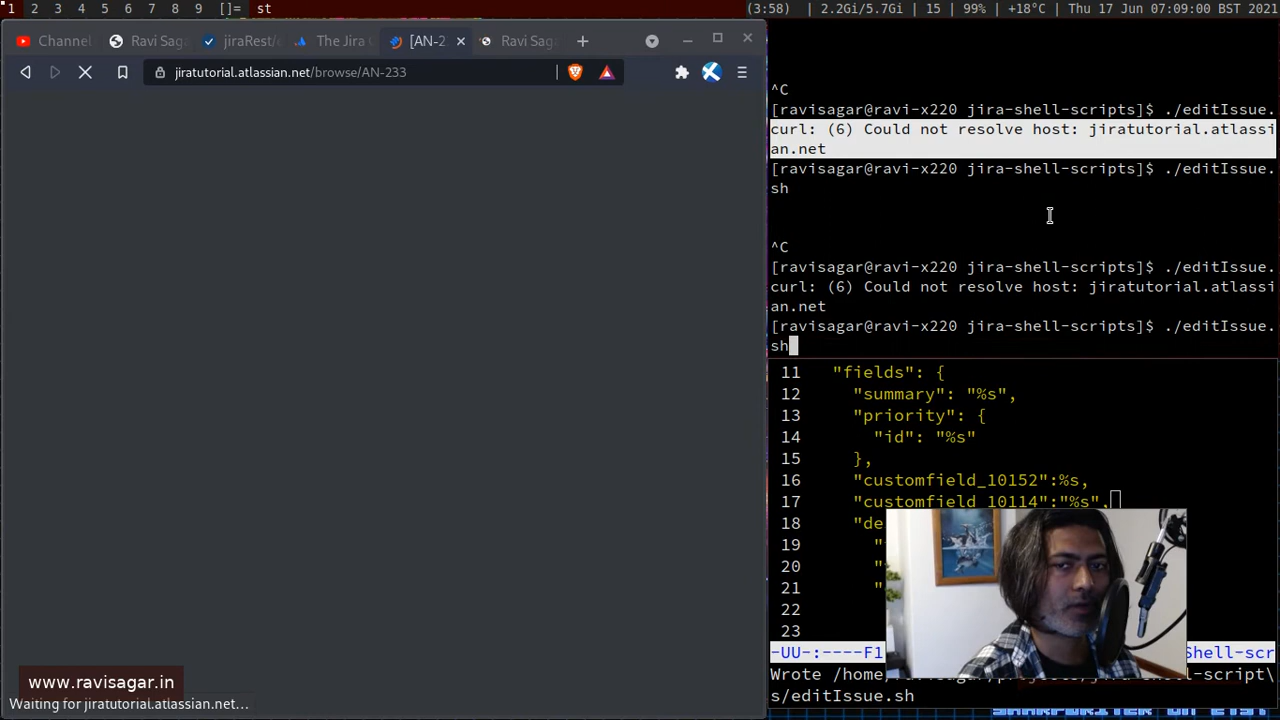 1 2 3 4 5 6 7 8 9 []= st (3:58) | 2.2Gi/5.7Gi | 15 | 99% | +18°C | Thu 17 Jun 07:09:00 BST 2021
Channel Ravi Saga jiraRest/ The Jira [AN-2 Ravi Sag
jiratutorial.atlassian.net/browse/AN-233
^C
[ravisagar@ravi-x220 jira-shell-scripts]$ ./editIssue.
curl: (6) Could not resolve host: jiratutorial.atlassi
an.net
[ravisagar@ravi-x220 jira-shell-scripts]$ ./editIssue.
sh
^C
[ravisagar@ravi-x220 jira-shell-scripts]$ ./editIssue.
curl: (6) Could not resolve host: jiratutorial.atlassi
an.net
[ravisagar@ravi-x220 jira-shell-scripts]$ ./editIssue.
sh
11 "fields": {
12 "summary": "%s",
13 "priority": {
14 "id": "%s"
15 },
16 "customfield_10152":%s,
17 "customfield_10114":"%s",
18 "de
19 "
20 "
21 "
22
23
-UU-:----F1 Shell-scr
Wrote /home/ravisagar/projects/jira-shell-script\
s/editIssue.sh
www.ravisagar.in
Waiting for jiratutorial.atlassian.net...